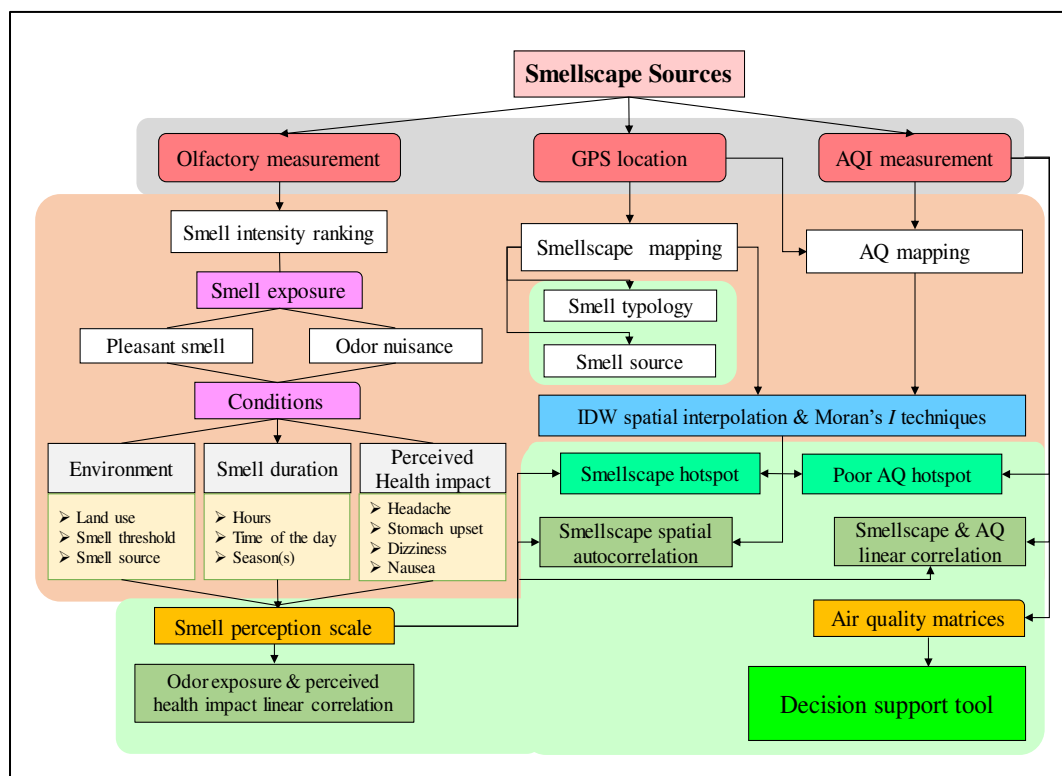 Smellscape Sources
Olfactory measurement
GPS location
AQI measurement
Smell intensity ranking
Smellscape mapping
AQ mapping
Smell exposure
Smell typology
Pleasant smell
Odor nuisance
Smell source
Conditions
IDW spatial interpolation & Moran's I techniques
Environment
Smell duration
Perceived
Health impact
➢ Land use
➢ Smell threshold
➢ Smell source
➢ Hours
➢ Time of the day
➢ Season(s)
➢ Headache
➢ Stomach upset
➢ Dizziness
➢ Nausea
Smellscape hotspot
Poor AQ hotspot
Smellscape spatial
autocorrelation
Smellscape & AQ
linear correlation
Smell perception scale
Air quality matrices
Odor exposure & perceived
health impact linear correlation
Decision support tool